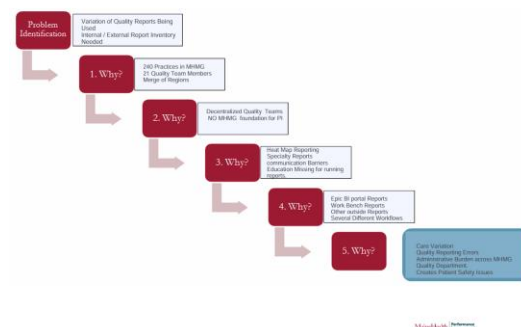 Problem
Identification
Variation of Quality Reports Being
Used
Internal / External Report Inventory
Needed
1. Why?
240 Practices in MHMG
21 Quality Team Members
Merge of Regions
2. Why?
Decentralized Quality Teams
NO MHMG foundation for PI
3. Why?
Heat Map Reporting
Specialty Reports
communication Barriers
Education Missing for running
reports.
4. Why?
Epic BI portal Reports
Work Bench Reports
Other outside Reports
Several Different Workflows
5. Why?
Care Variation
Quality Reporting Errors
Administrative Burden across MHMG
Quality Department
Creates Patient Safety Issues
Performance